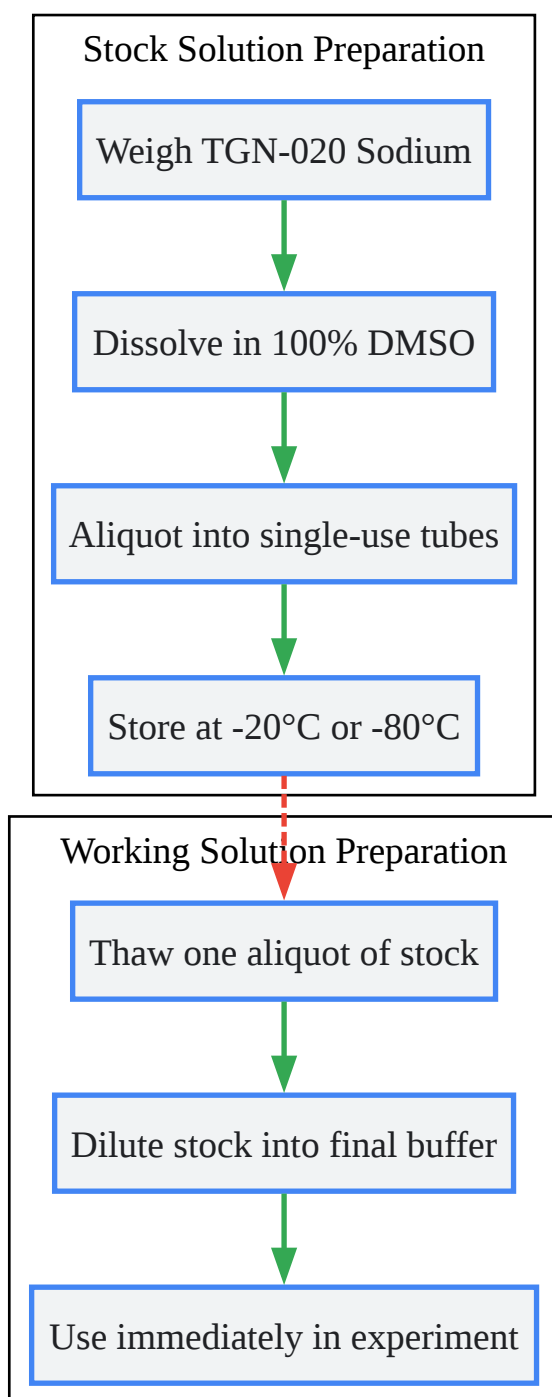 Stock Solution Preparation
Weigh TGN-020 Sodium
Dissolve in 100% DMSO
Aliquot into single-use tubes
Store at -20°C or -80°C
Working Solution Preparation
Thaw one aliquot of stock
Dilute stock into final buffer
Use immediately in experiment